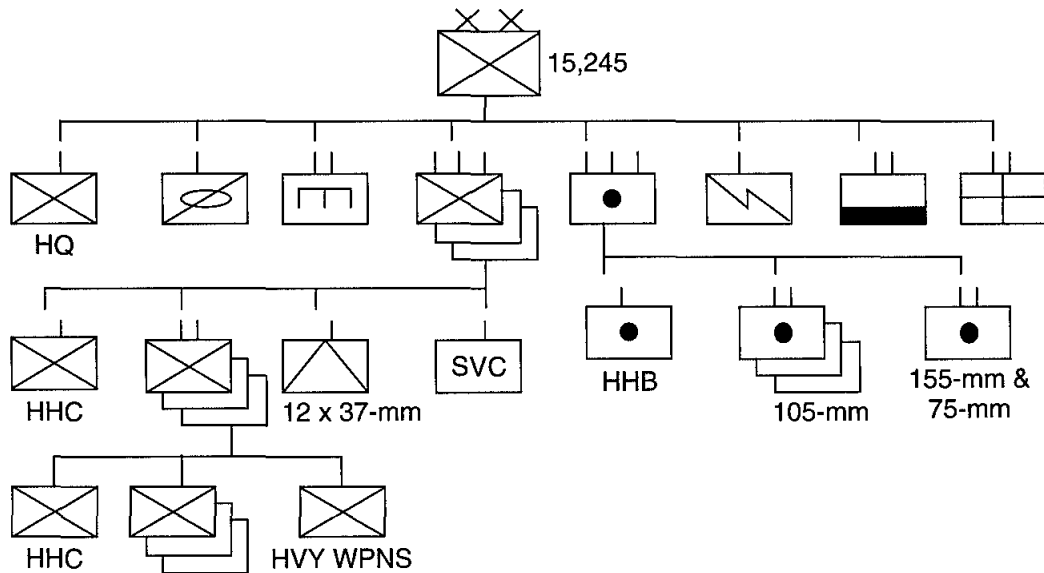 15,245
HQ
HHC
12 x 37-mm
SVC
HHB
105-mm
155-mm &
75-mm
HHC
HVY WPNS